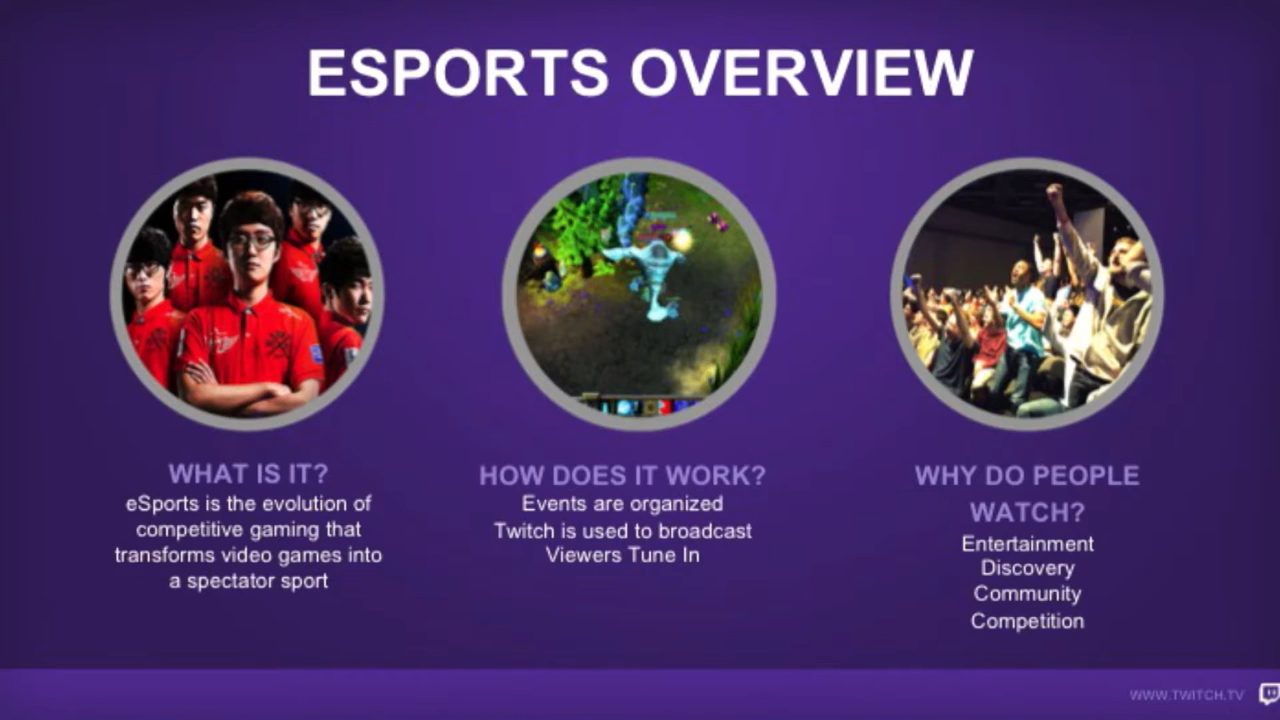 ESPORTS OVERVIEW
WHAT IS IT?
eSports is the evolution of
competitive gaming that
transforms video games into
a spectator sport
HOW DOES IT WORK?
Events are organized
Twitch is used to broadcast
Viewers Tune In
WHY DO PEOPLE
WATCH?
Entertainment
Discovery
Community
Competition
WWW.TWITCH.TV